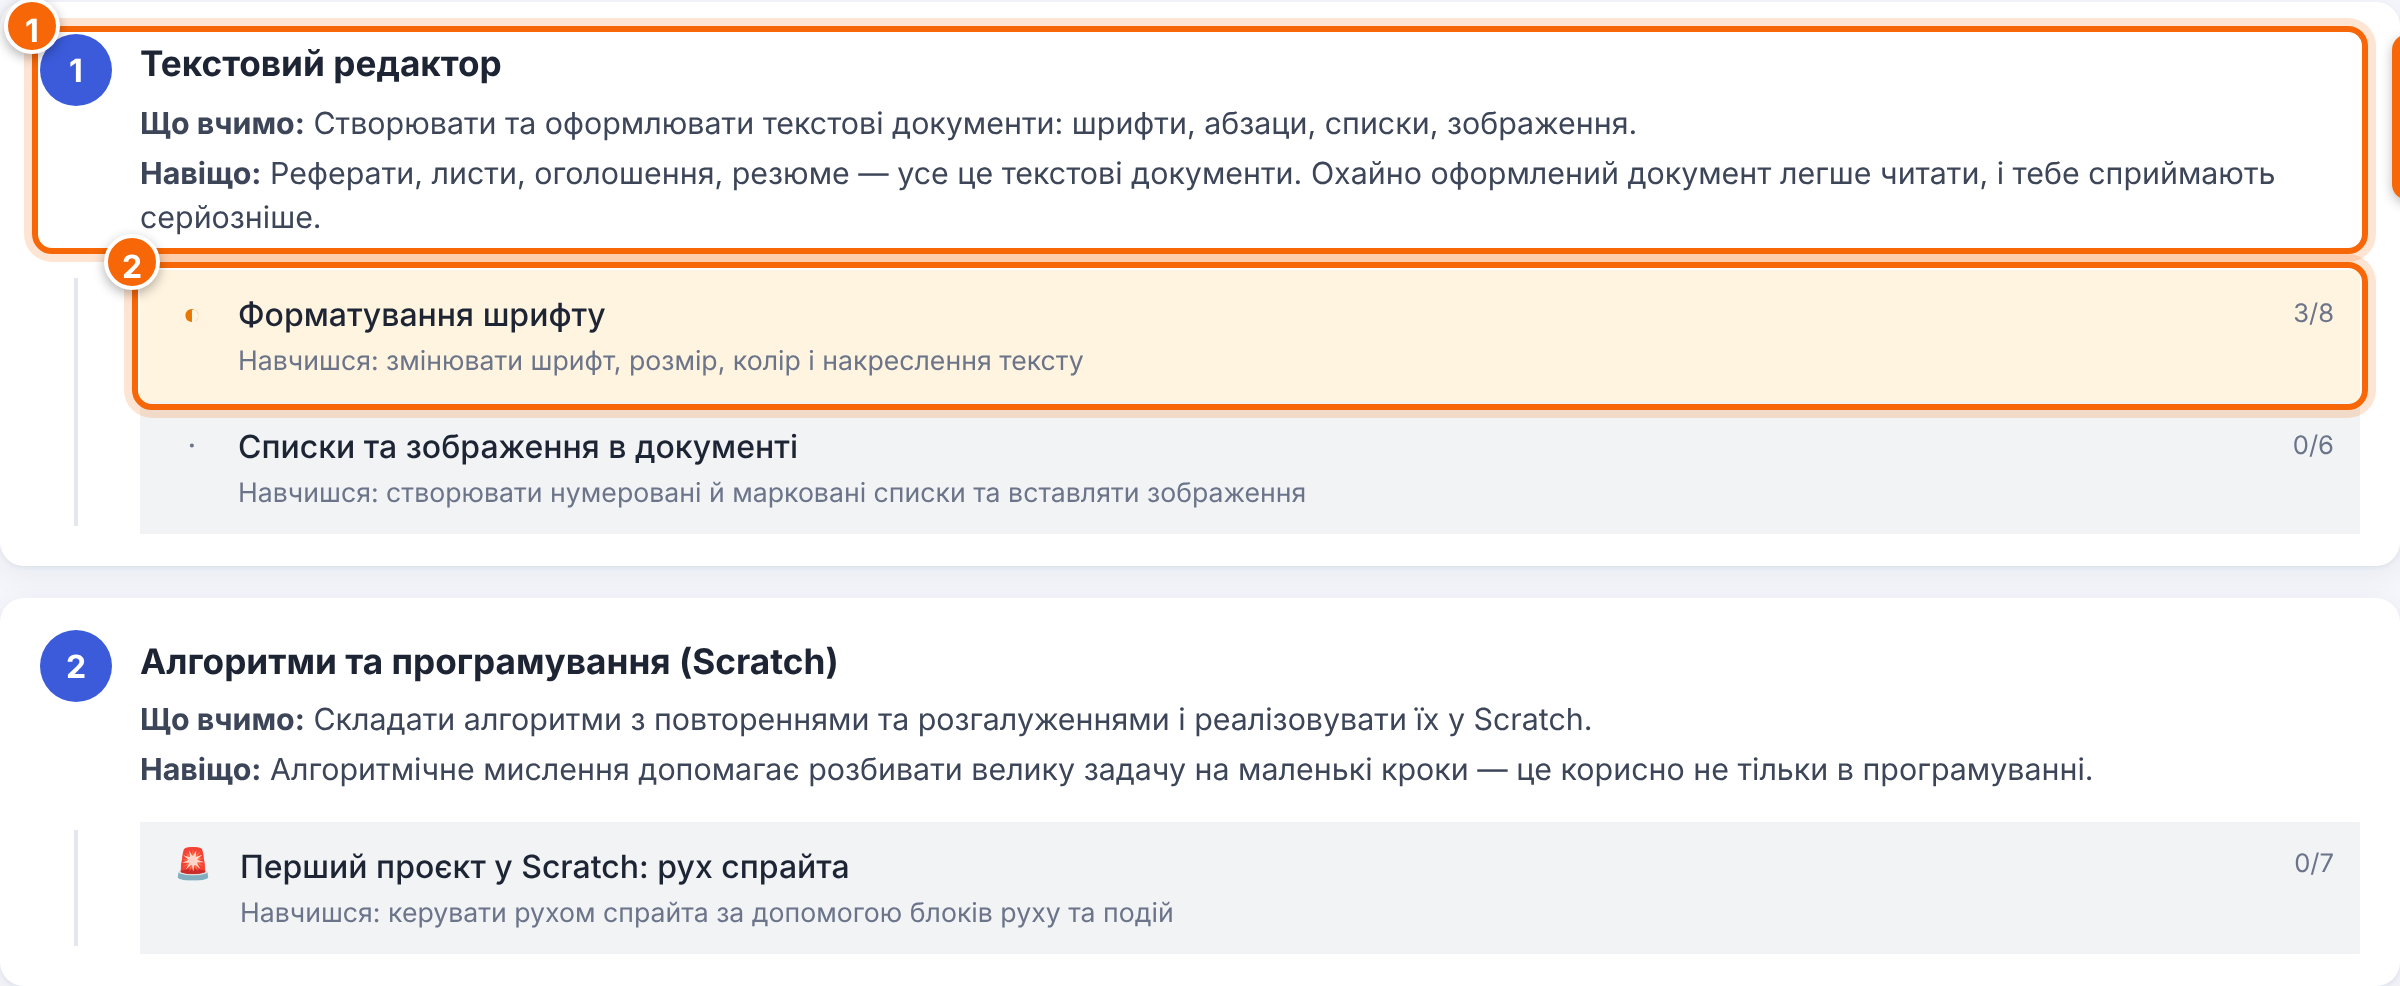 1
1
Текстовий редактор
Що вчимо: Створювати та оформлювати текстові документи: шрифти, абзаци, списки, зображення.
Навіщо: Реферати, листи, оголошення, резюме — усе це текстові документи. Охайно оформлений документ легше читати, і тебе сприймають
серйозніше.
2
Форматування шрифту
3/8
Навчишся: змінювати шрифт, розмір, колір і накреслення тексту
Списки та зображення в документі
0/6
Навчишся: створювати нумеровані й марковані списки та вставляти зображення
2
Алгоритми та програмування (Scratch)
Що вчимо: Складати алгоритми з повтореннями та розгалуженнями і реалізовувати їх у Scratch.
Навіщо: Алгоритмічне мислення допомагає розбивати велику задачу на маленькі кроки — це корисно не тільки в програмуванні.
Перший проєкт у Scratch: рух спрайта
0/7
Навчишся: керувати рухом спрайта за допомогою блоків руху та подій